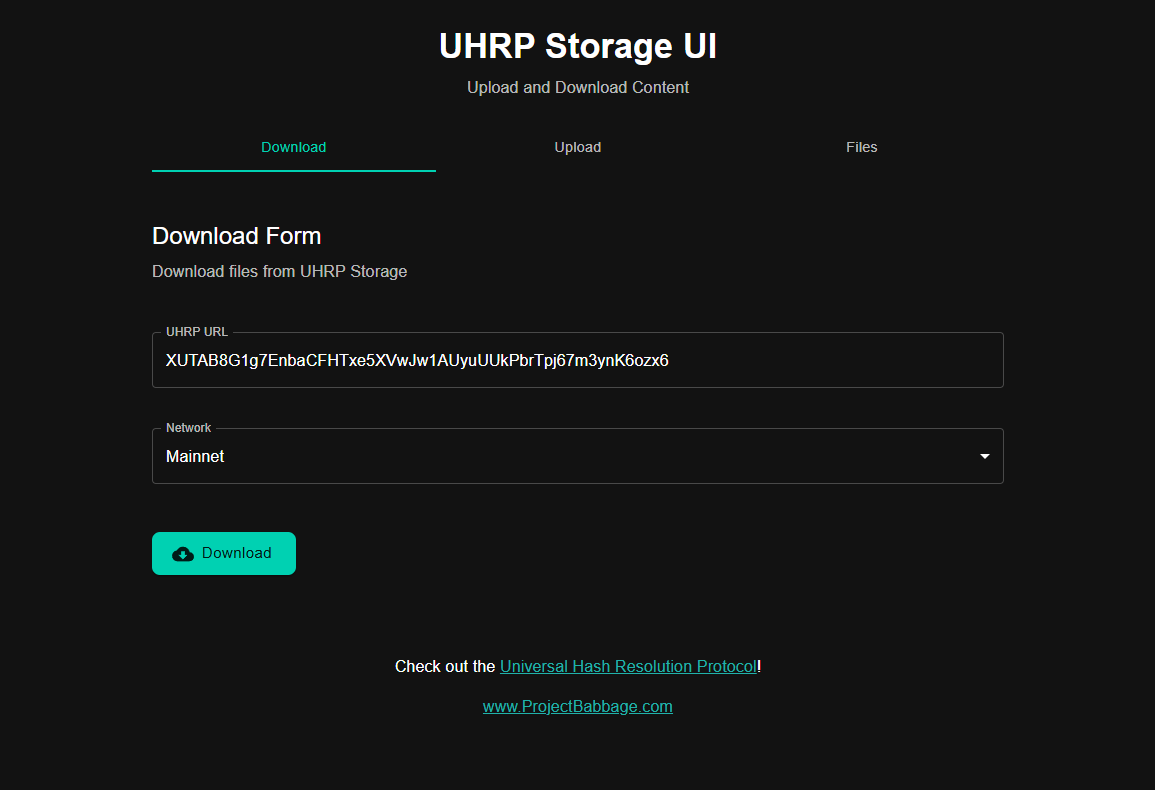 UHRP Storage UI
Upload and Download Content
Download
Upload
Files
Download Form
Download files from UHRP Storage
UHRP URL
XUTAB8G1g7EnbaCFHTxe5XVwJw1AUyuUUkPbrTpj67m3ynK6ozx6
Network
Mainnet
Download
Check out the Universal Hash Resolution Protocol!
www.ProjectBabbage.com